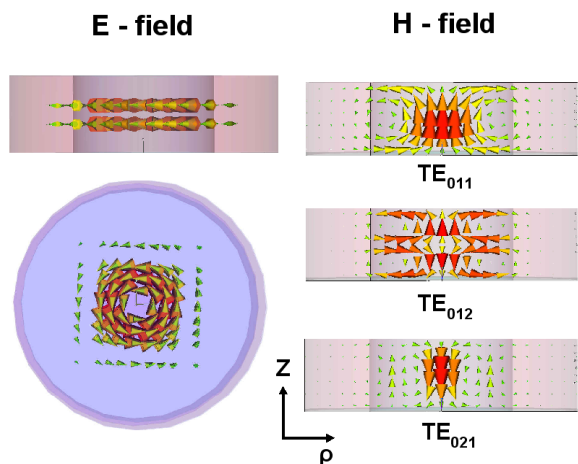 E - field
H - field
TE011
TE012
TE021
Z
ρ